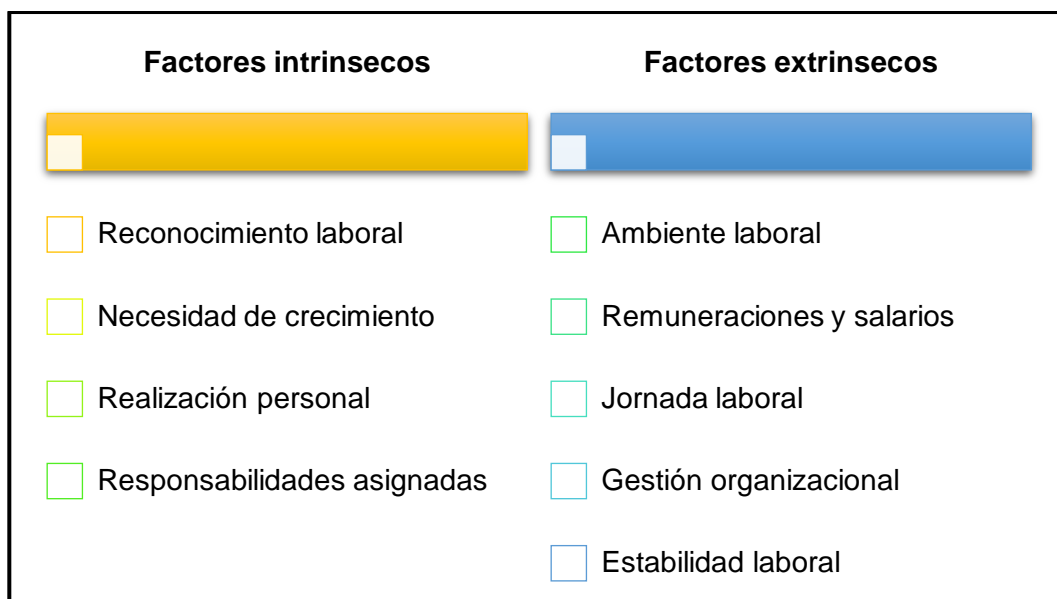 Factores intrinsecos
Reconocimiento laboral
Necesidad de crecimiento
Realización personal
Responsabilidades asignadas
Factores extrinsecos
Ambiente laboral
Remuneraciones y salarios
Jornada laboral
Gestión organizacional
Estabilidad laboral